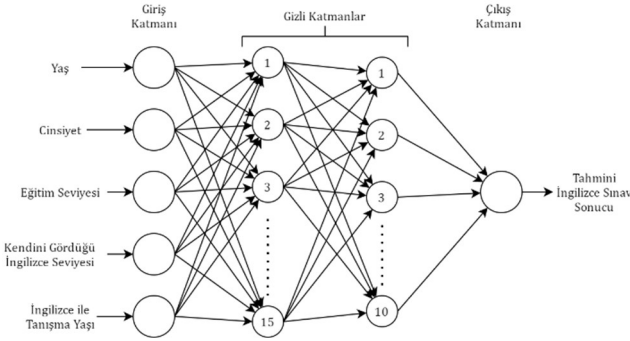 Giriş
Katmanı
Gizli Katmanlar
Çıkış
Katmanı
Yaş
Cinsiyet
Eğitim Seviyesi
Kendini Gördüğü
İngilizce Seviyesi
İngilizce ile
Tanışma Yaşı
1
2
3
15
1
2
3
10
Tahmini
İngilizce Sınav
Sonucu